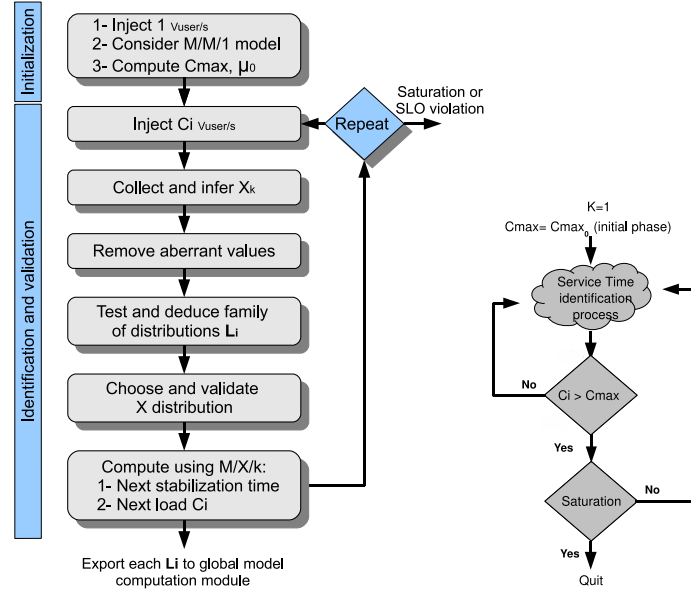 Initialization
1- Inject 1 Vuser/s
2- Consider M/M/1 model
3- Compute Cmax, μ0
Identification and validation
Inject Ci Vuser/s
Repeat
Saturation or
SLO violation
Collect and infer Xk
Remove aberrant values
Test and deduce family
of distributions Li
Choose and validate
X distribution
Compute using M/X/k:
1- Next stabilization time
2- Next load Ci
Export each Li to global model
computation module
K=1
Cmax= Cmax0 (initial phase)
Service Time
identification
process
No
Ci > Cmax
Yes
Saturation
No
Yes
Quit